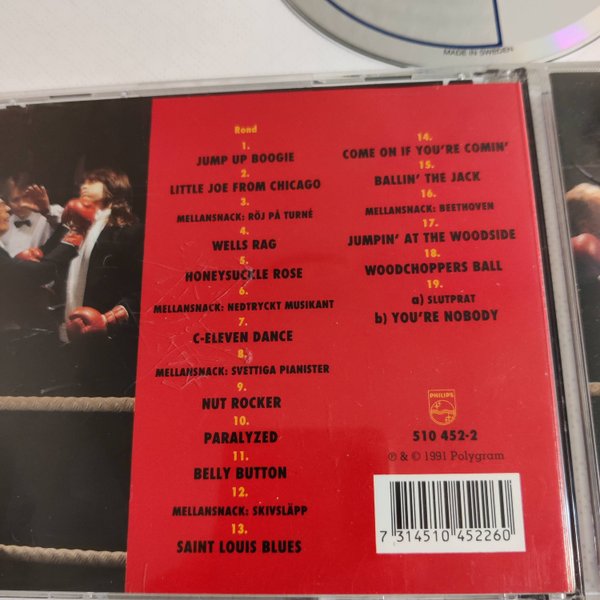 MADE IN SWEDEN
Rond
1.
JUMP UP BOOGIE
2.
LITTLE JOE FROM CHICAGO
3.
MELLANSNACK: RÖJ PÅ TURNÉ
4.
WELLS RAG
5.
HONEYSUCKLE ROSE
6.
MELLANSNACK: NEDTRYCKT MUSIKANT
7.
C-ELEVEN DANCE
8.
MELLANSNACK: SVETTIGA PIANISTER
9.
NUT ROCKER
10.
PARALYZED
11.
BELLY BUTTON
12.
MELLANSNACK: SKIVSLÄPP
13.
SAINT LOUIS BLUES
14.
COME ON IF YOU'RE COMIN'
15.
BALLIN' THE JACK
16.
MELLANSNACK: BEETHOVEN
17.
JUMPIN' AT THE WOODSIDE
18.
WOODCHOPPERS BALL
19.
a) SLUTPRAT
b) YOU'RE NOBODY
PHILIPS
510 452-2
℗ & © 1991 Polygram
7 314510 452260